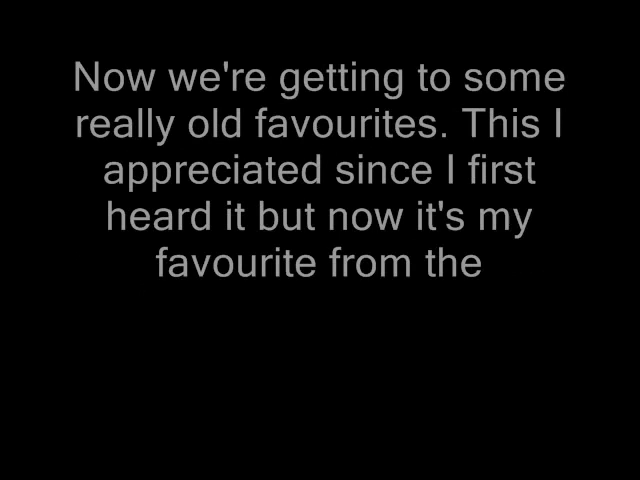 Now we're getting to some
really old favourites. This I
appreciated since I first
heard it but now it's my
favourite from the